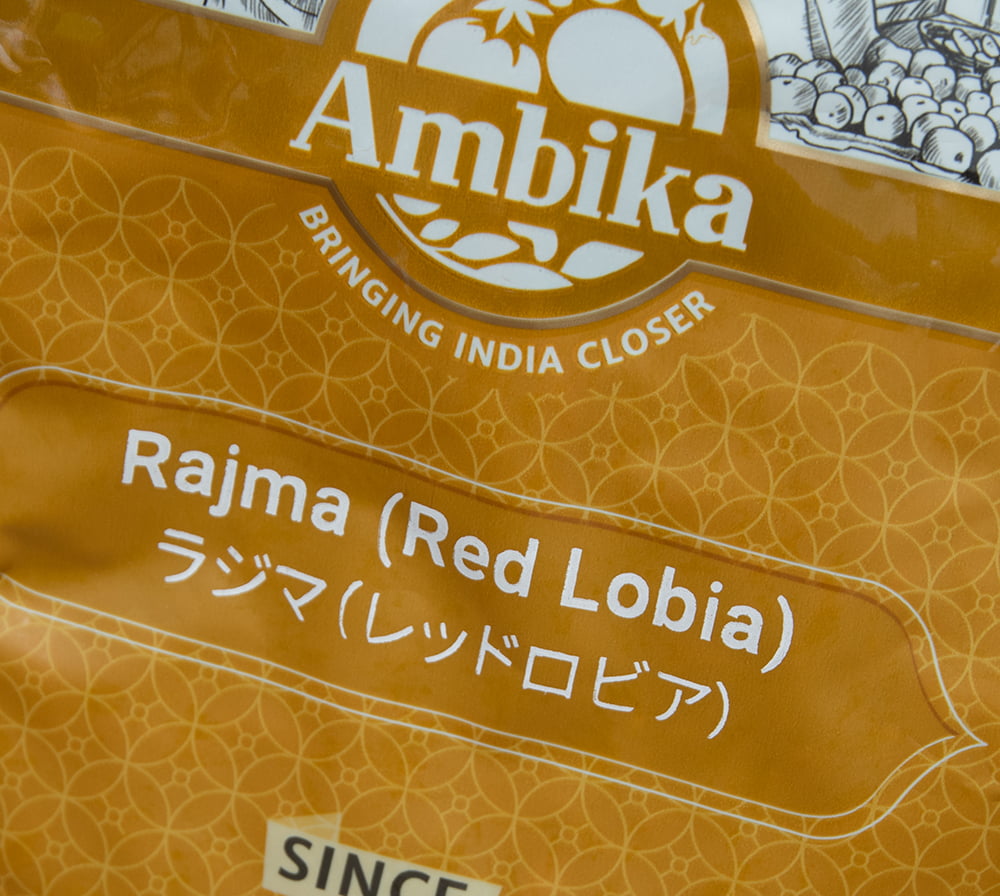 Ambika
BRINGING INDIA CLOSER
Rajma (Red Lobia)
ラジマ(レッドロビア)
SINCE